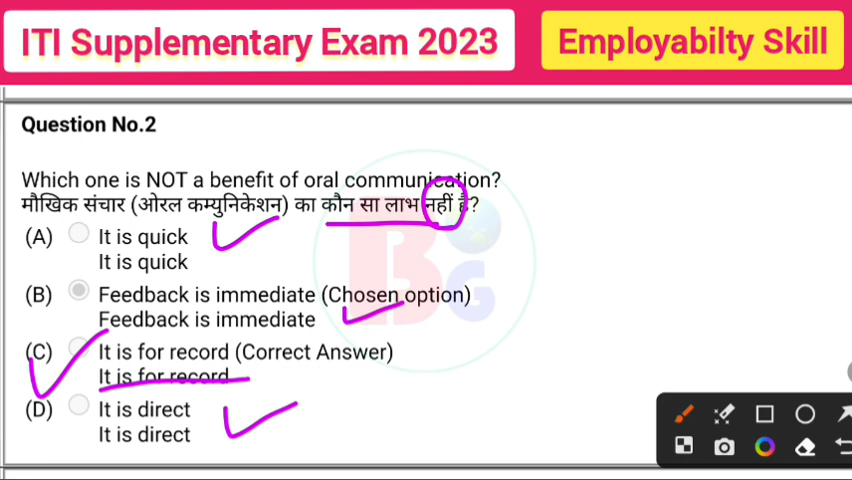 ITI Supplementary Exam 2023
Employabilty Skill
Question No.2
Which one is NOT a benefit of oral communication?
मौखिक संचार (ओरल कम्युनिकेशन) का कौन सा लाभ नहीं है?
(A) It is quick
It is quick
(B) Feedback is immediate (Chosen option)
Feedback is immediate
(C) It is for record (Correct Answer)
It is for record
(D) It is direct
It is direct
BG